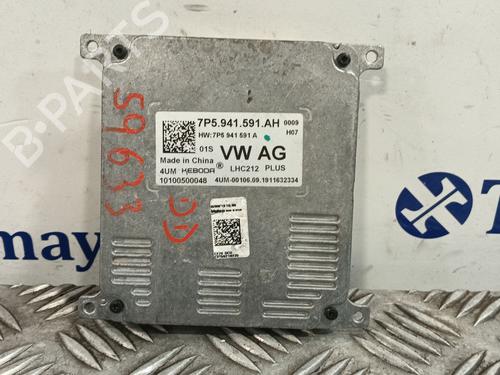 7P5.941.591.AH 0009
HW:7P5 941 591 A H07
01S VW AG
Made in China
4UM KEBODA® LHC212 PLUS
10100500048 4UM-00106.09.1911632334
59633
B-PARTS
may